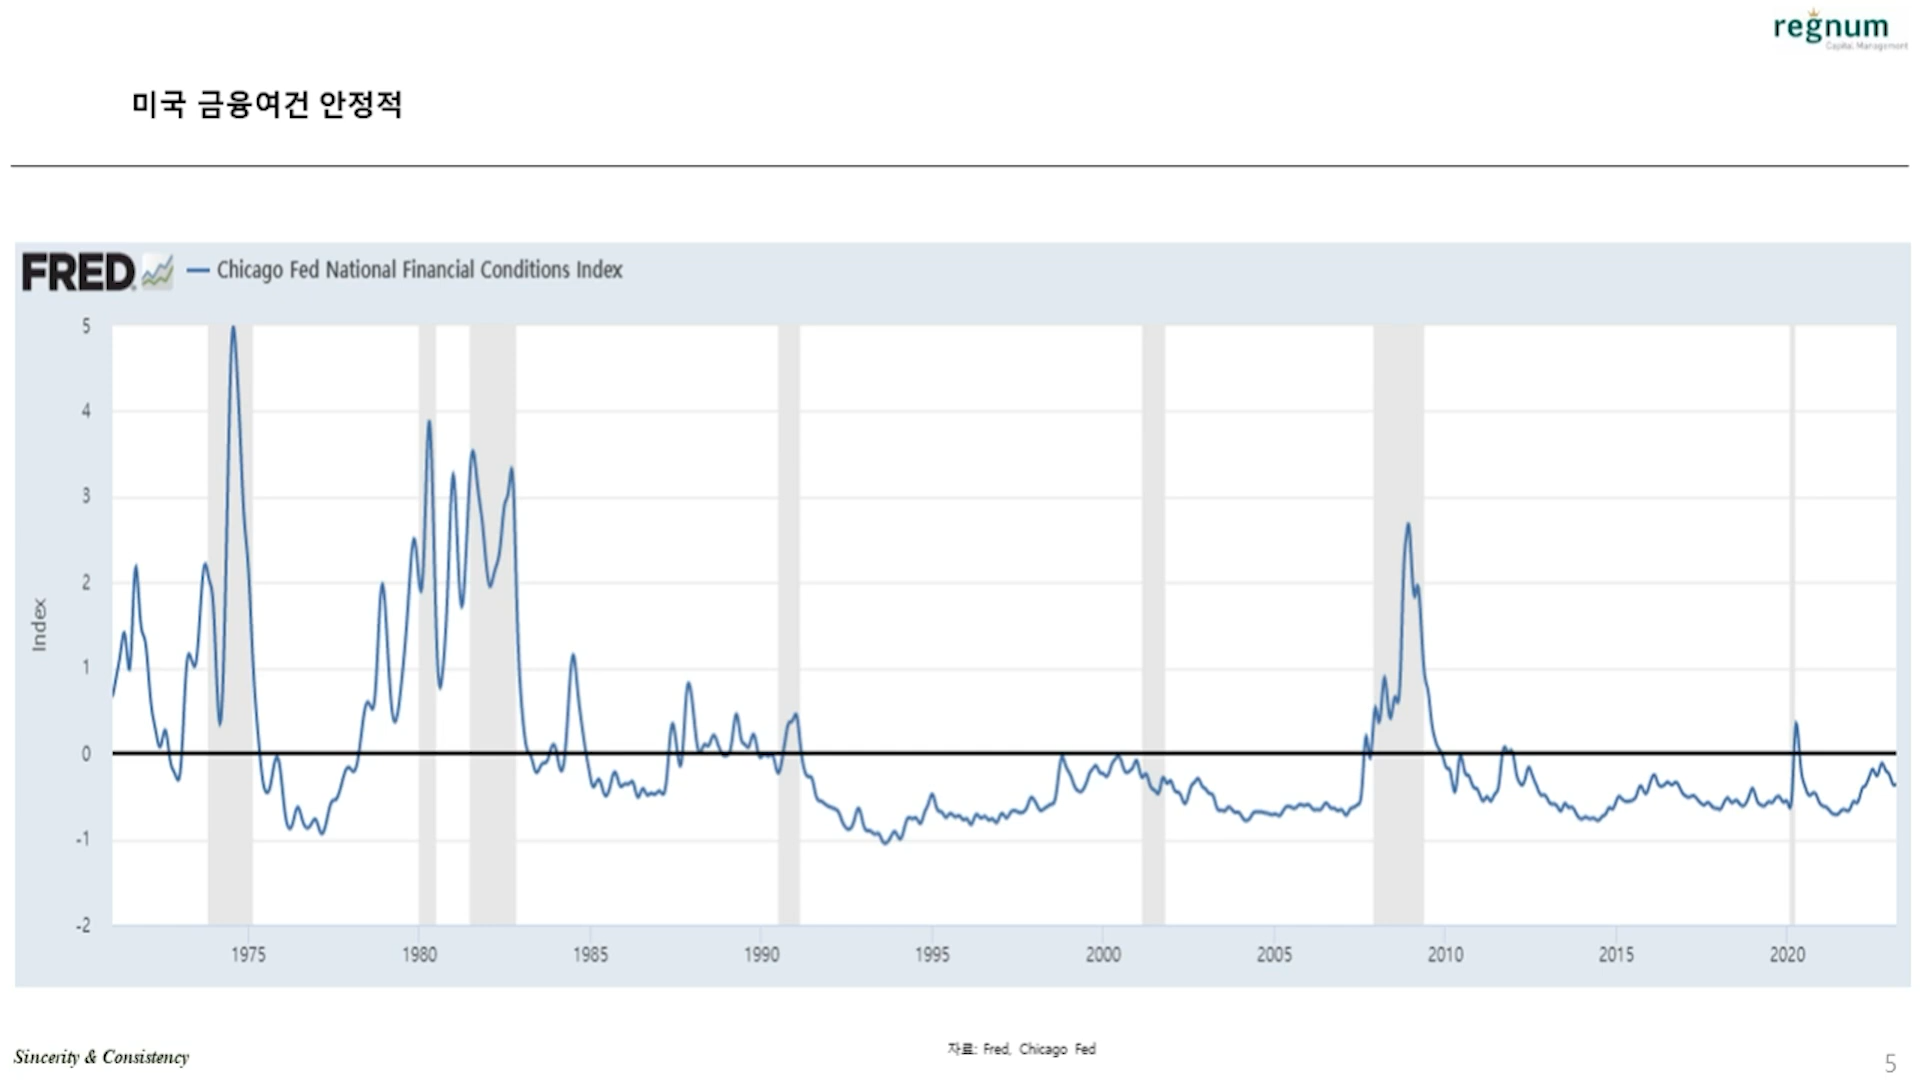 regnum
Capital Management
미국 금융여건 안정적
FRED
Chicago Fed National Financial Conditions Index
5
4
3
2
1
0
-1
-2
Index
1975 1980 1985 1990 1995 2000 2005 2010 2015 2020
자료: Fred, Chicago Fed
Sincerity & Consistency
5